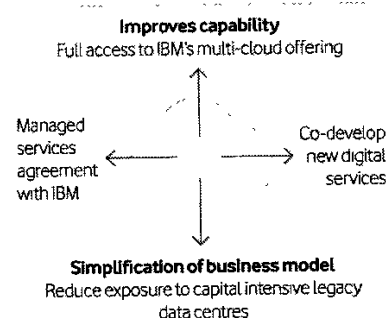 Improves capability
Full access to IBM's multi-cloud offering
Managed
services
agreement
with IBM
Co-develop
new digital
services
Simplification of business model
Reduce exposure to capital intensive legacy
data centres